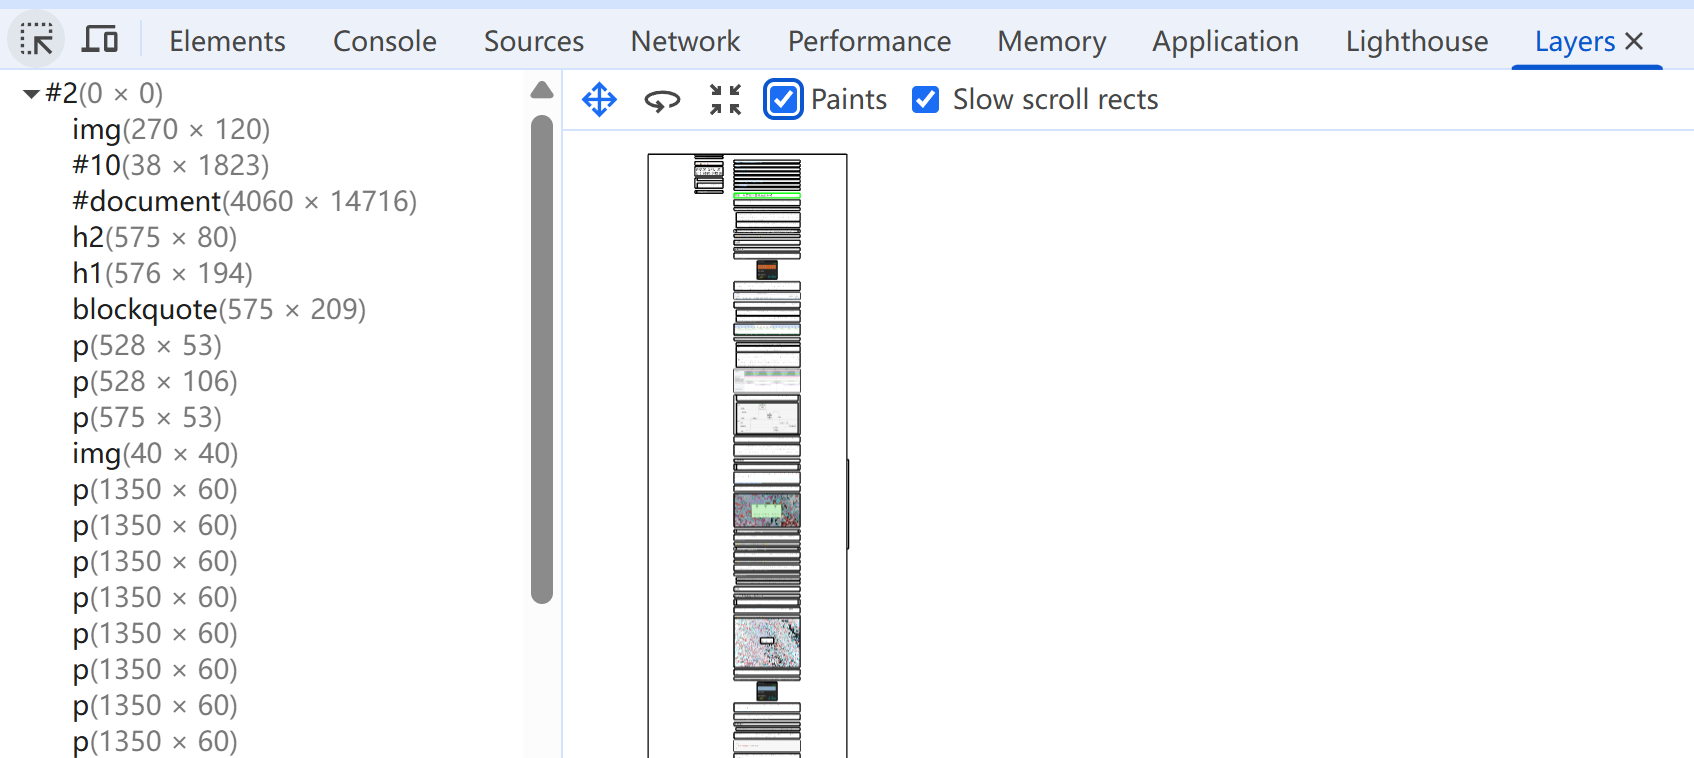 Elements Console Sources Network Performance Memory Application Lighthouse Layers
Paints Slow scroll rects
#2(0 × 0)
img(270 × 120)
#10(38 × 1823)
#document(4060 × 14716)
h2(575 × 80)
h1(576 × 194)
blockquote(575 × 209)
p(528 × 53)
p(528 × 106)
p(575 × 53)
img(40 × 40)
p(1350 × 60)
p(1350 × 60)
p(1350 × 60)
p(1350 × 60)
p(1350 × 60)
p(1350 × 60)
p(1350 × 60)
p(1350 × 60)